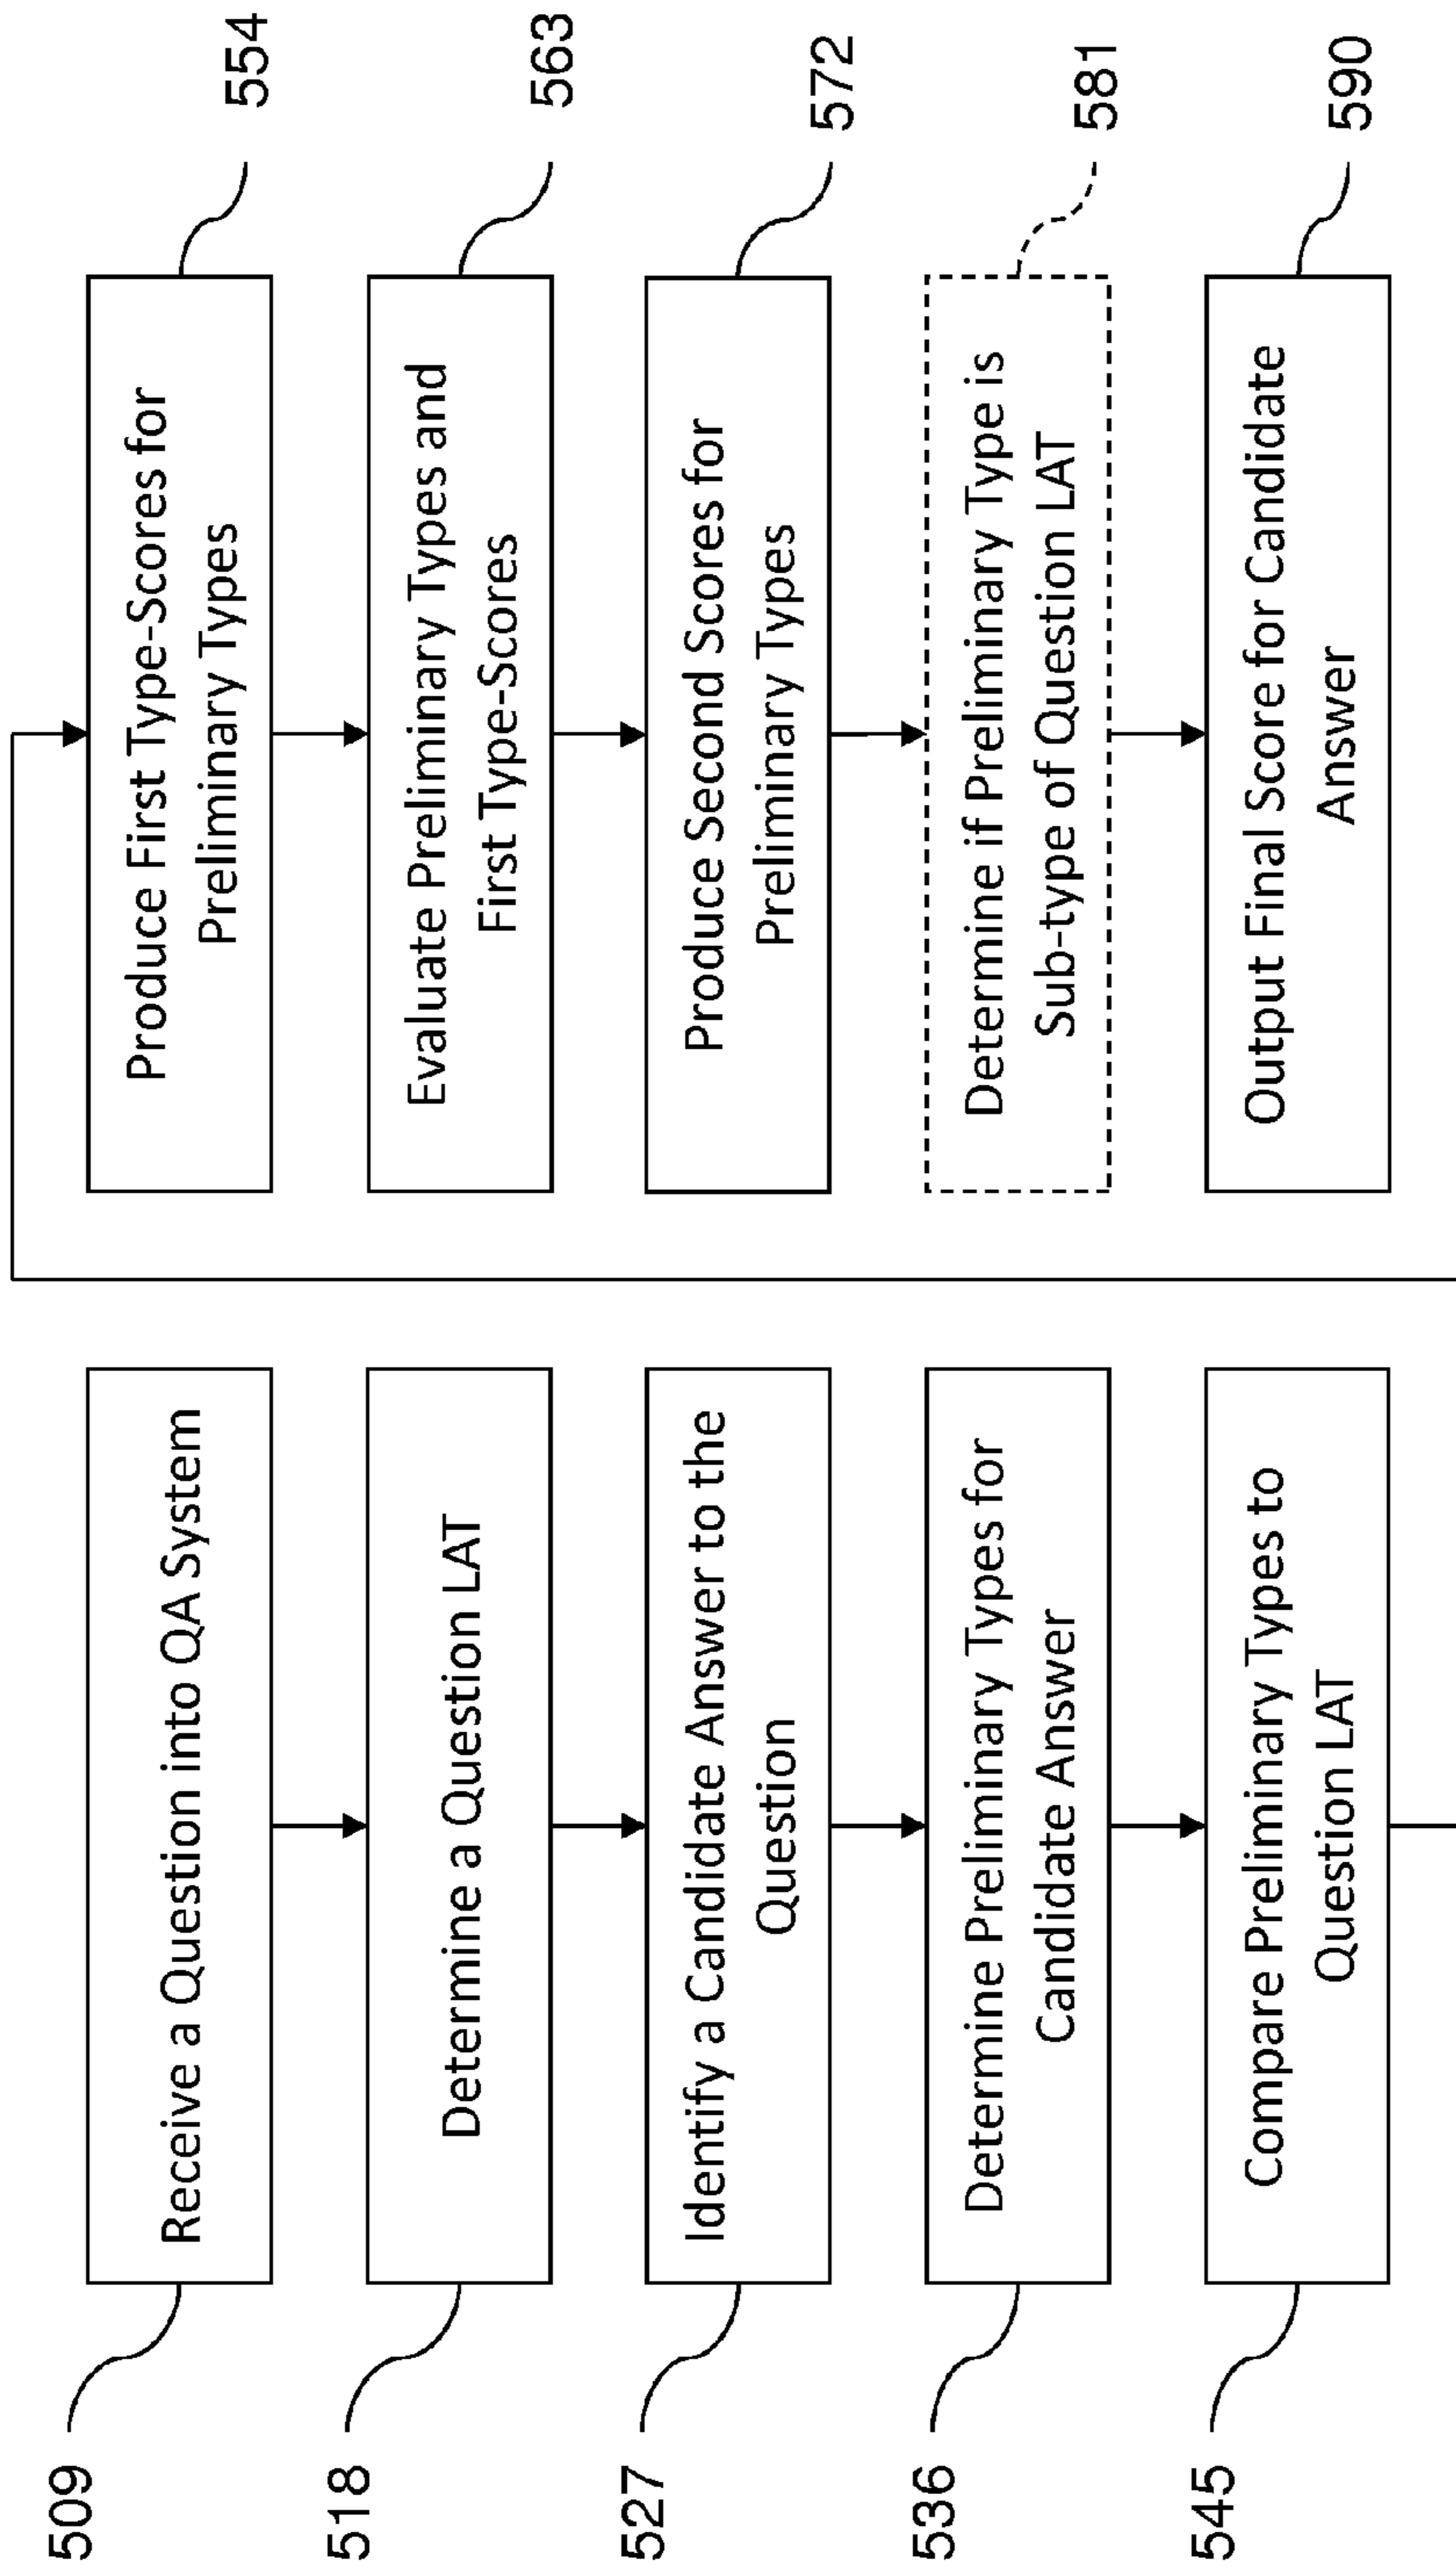 509
Receive a Question into QA System
518
Determine a Question LAT
527
Identify a Candidate Answer to the
Question
536
Determine Preliminary Types for
Candidate Answer
545
Compare Preliminary Types to
Question LAT
Produce First Type-Scores for
Preliminary Types
554
Evaluate Preliminary Types and
First Type-Scores
563
Produce Second Scores for
Preliminary Types
572
Determine if Preliminary Type is
Sub-type of Question LAT
581
Output Final Score for Candidate
Answer
590